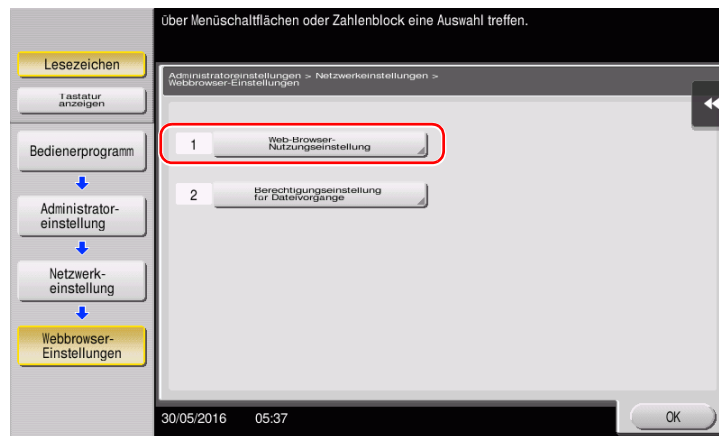 über Menüschaltflächen oder Zahlenblock eine Auswahl treffen.
Lesezeichen
Tastatur
anzeigen
Bedienerprogramm
Administrator-
einstellung
Netzwerk-
einstellung
Webbrowser-
Einstellungen
Administratoreinstellungen > Netzwerkeinstellungen >
Webbrowser-Einstellungen
1
Web-Browser-
Nutzungseinstellung
2
Berechtigungseinstellung
für Dateivorgänge
30/05/2016 05:37
OK